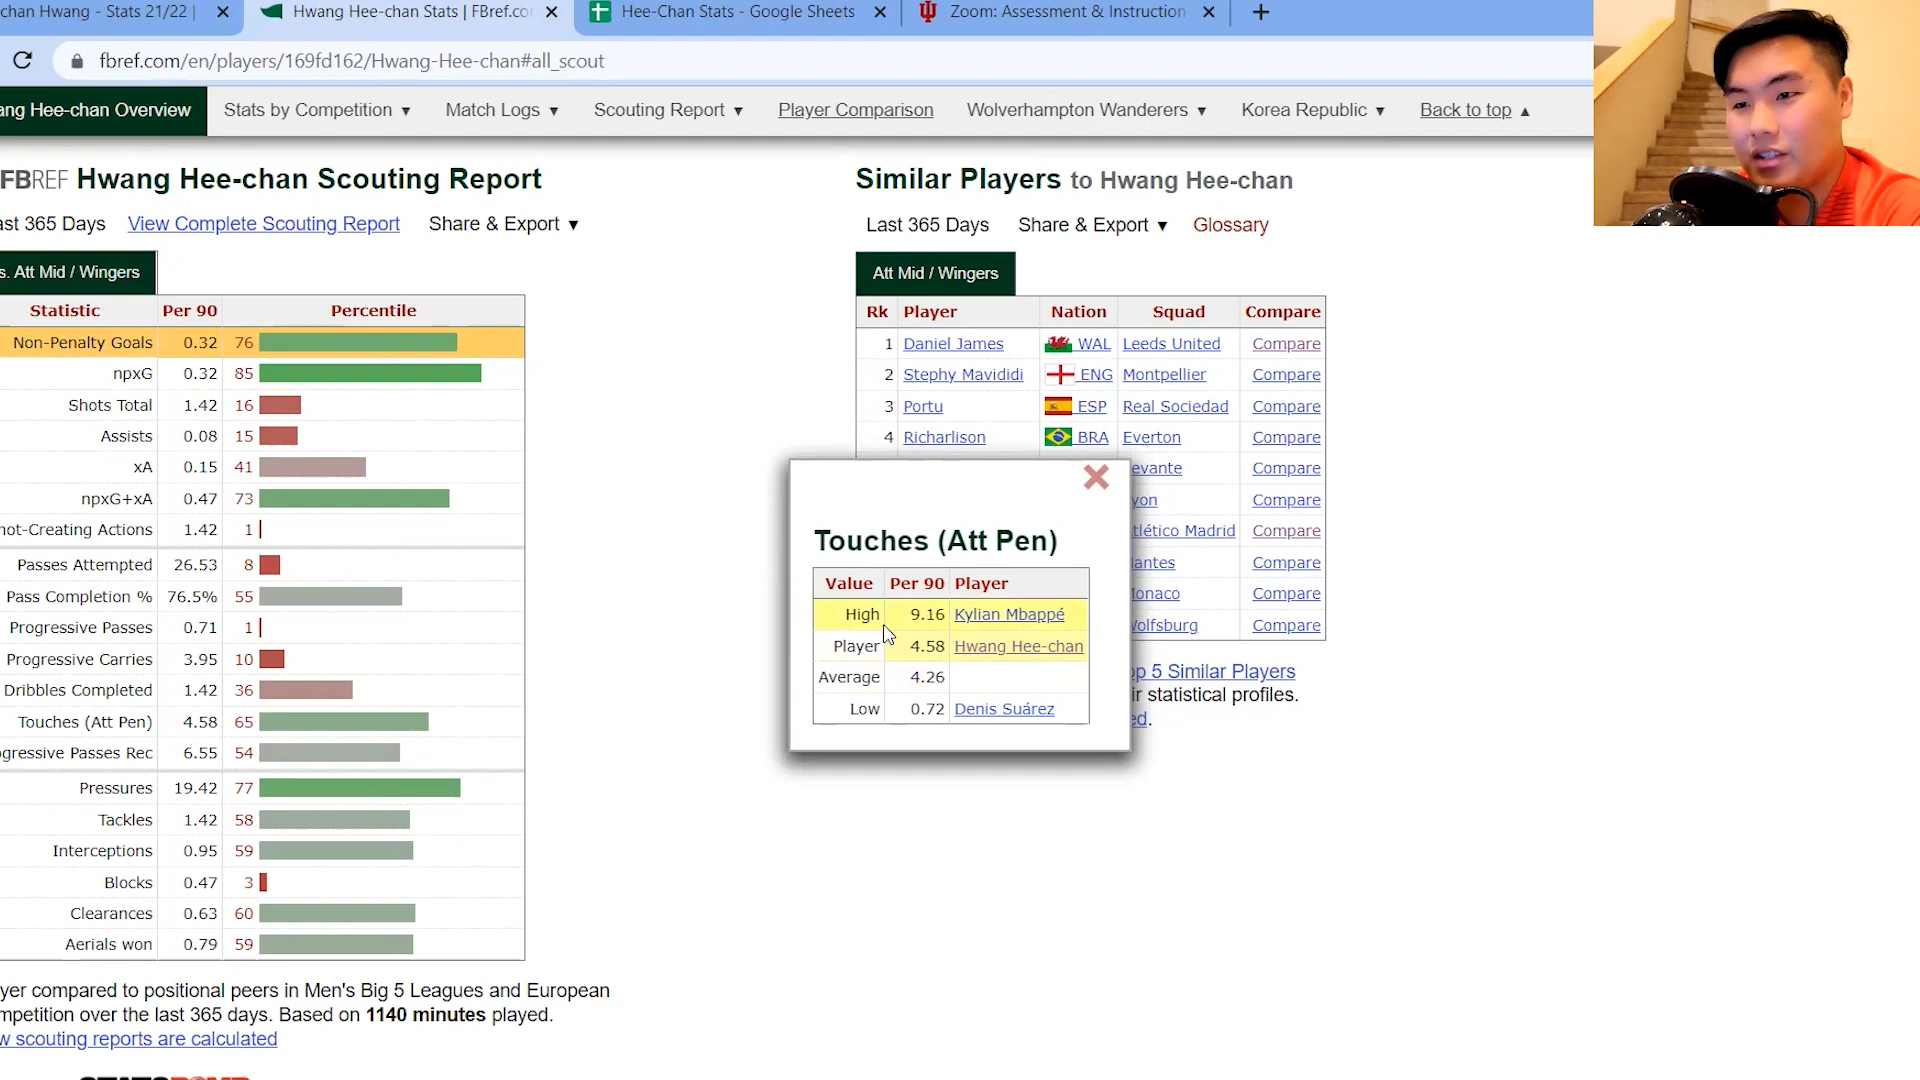 chan Hwang - Stats 21/22 |
Hwang Hee-chan Stats | FBref.co
Hee-Chan Stats - Google Sheets
Zoom: Assessment & Instruction
fbref.com/en/players/169fd162/Hwang-Hee-chan#all_scout
ang Hee-chan Overview
Stats by Competition ▼
Match Logs ▼
Scouting Report ▼
Player Comparison
Wolverhampton Wanderers ▼
Korea Republic ▼
Back to top ▲
FBREF Hwang Hee-chan Scouting Report
ast 365 Days View Complete Scouting Report Share & Export ▼
s. Att Mid / Wingers
Statistic Per 90 Percentile
Non-Penalty Goals 0.32 76
npxG 0.32 85
Shots Total 1.42 16
Assists 0.08 15
xA 0.15 41
npxG+xA 0.47 73
hot-Creating Actions 1.42 1
Passes Attempted 26.53 8
Pass Completion % 76.5% 55
Progressive Passes 0.71 1
Progressive Carries 3.95 10
Dribbles Completed 1.42 36
Touches (Att Pen) 4.58 65
gressive Passes Rec 6.55 54
Pressures 19.42 77
Tackles 1.42 58
Interceptions 0.95 59
Blocks 0.47 3
Clearances 0.63 60
Aerials won 0.79 59
yer compared to positional peers in Men's Big 5 Leagues and European
mpetition over the last 365 days. Based on 1140 minutes played.
w scouting reports are calculated
Similar Players to Hwang Hee-chan
Last 365 Days Share & Export ▼ Glossary
Att Mid / Wingers
Rk Player Nation Squad Compare
1 Daniel James WAL Leeds United Compare
2 Stephy Mavididi ENG Montpellier Compare
3 Portu ESP Real Sociedad Compare
4 Richarlison BRA Everton Compare
evante Compare
yon Compare
tlético Madrid Compare
antes Compare
onaco Compare
olfsburg Compare
op 5 Similar Players
ir statistical profiles.
ed.
Touches (Att Pen)
Value Per 90 Player
High 9.16 Kylian Mbappé
Player 4.58 Hwang Hee-chan
Average 4.26
Low 0.72 Denis Suárez